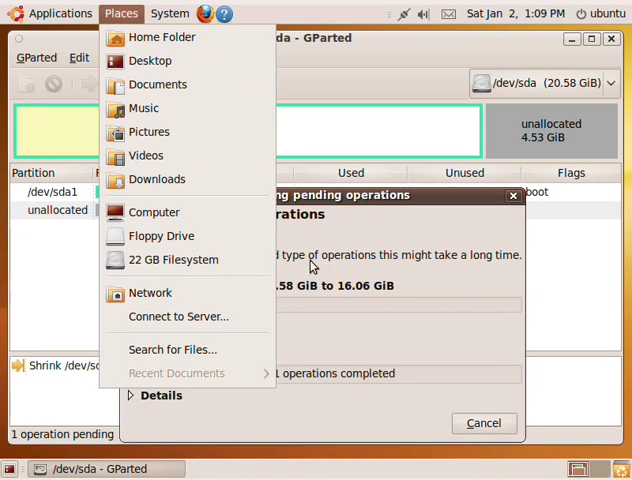 Applications Places System Sat Jan 2, 1:09 PM ubuntu
da - GParted
GParted Edit
/dev/sda (20.58 GiB)
unallocated
4.53 GiB
Partition F Used Unused Flags
/dev/sda1 boot
unallocated
Home Folder
Desktop
Documents
Music
Pictures
Videos
Downloads
Computer
Floppy Drive
22 GB Filesystem
Network
Connect to Server...
Search for Files...
Recent Documents
ng pending operations
rations
d type of operations this might take a long time.
.58 GiB to 16.06 GiB
1 operations completed
Details
Cancel
Shrink /dev/sd
1 operation pending
/dev/sda - GParted